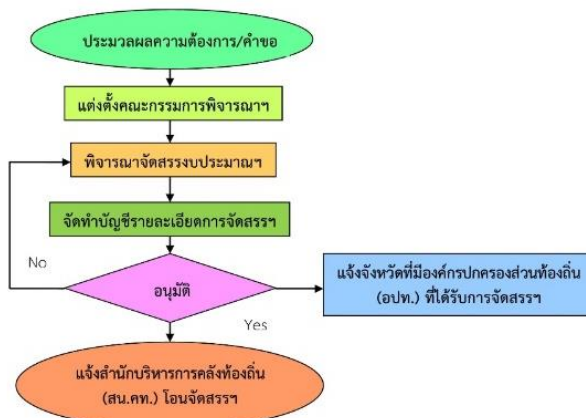 ประมวลผลความต้องการ/คำขอ
แต่งตั้งคณะกรรมการพิจารณาฯ
พิจารณาจัดสรรงบประมาณฯ
จัดทำบัญชีรายละเอียดการจัดสรรฯ
No
อนุมัติ
แจ้งจังหวัดที่มีองค์กรปกครองส่วนท้องถิ่น
(อปท.) ที่ได้รับการจัดสรรฯ
Yes
แจ้งสำนักบริหารการคลังท้องถิ่น
(สน.คท.) โอนจัดสรรฯ